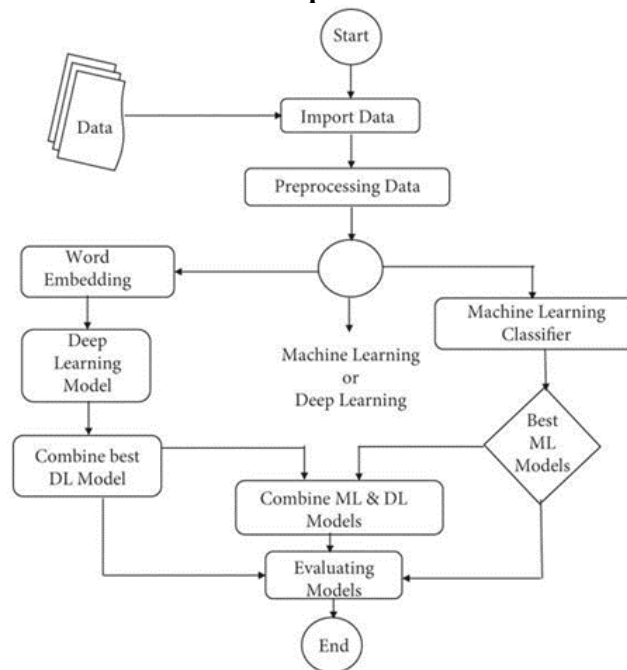 Start
Data
Import Data
Preprocessing Data
Word
Embedding
Machine Learning
Classifier
Deep
Learning
Model
Machine Learning
or
Deep Learning
Best
ML
Models
Combine best
DL Model
Combine ML & DL
Models
Evaluating
Models
End